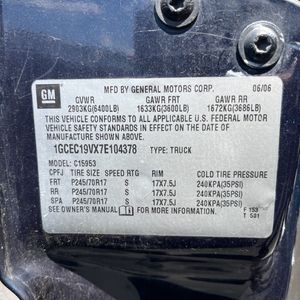 GM
MFD BY GENERAL MOTORS CORP. 06/06
GVWR GAWR FRT GAWR RR
2903KG(6400LB) 1633KG(3600LB) 1672KG(3686LB)
THIS VEHICLE CONFORMS TO ALL APPLICABLE U.S. FEDERAL MOTOR
VEHICLE SAFETY STANDARDS IN EFFECT ON THE DATE OF
MANUFACTURE SHOWN ABOVE.
1GCEC19VX7E104378 TYPE: TRUCK
MODEL: C15953
CPFJ TIRE SIZE SPEED RTG RIM COLD TIRE PRESSURE
FRT P245/70R17 S 17X7.5J 240KPA(35PSI)
RR P245/70R17 S 17X7.5J 240KPA(35PSI)
SPA P245/70R17 S 17X7.5J 240KPA(35PSI)
SEE OWNER'S MANUAL FOR MORE INFORMATION. F 159
T 501